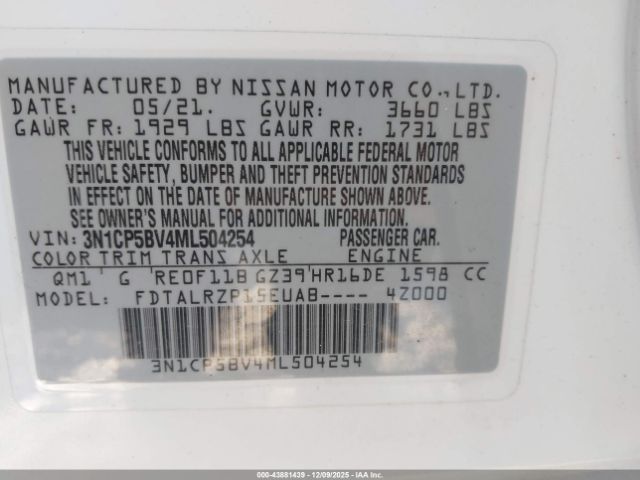 MANUFACTURED BY NISSAN MOTOR CO.,LTD.
DATE: 05/21. GVWR: 3660 LBS
GAWR FR: 1929 LBS GAWR RR: 1731 LBS
THIS VEHICLE CONFORMS TO ALL APPLICABLE FEDERAL MOTOR
VEHICLE SAFETY, BUMPER AND THEFT PREVENTION STANDARDS
IN EFFECT ON THE DATE OF MANUFACTURE SHOWN ABOVE.
SEE OWNER'S MANUAL FOR ADDITIONAL INFORMATION.
VIN: 3N1CP5BV4ML504254 PASSENGER CAR.
COLOR TRIM TRANS AXLE ENGINE
QM1 G RE0F11B GZ39 HR16DE 1598 CC
MODEL: FDTALRZP15EUAB---- 4Z000
3N1CP5BV4ML504254
000-43881439 - 12/09/2025 - IAA Copart